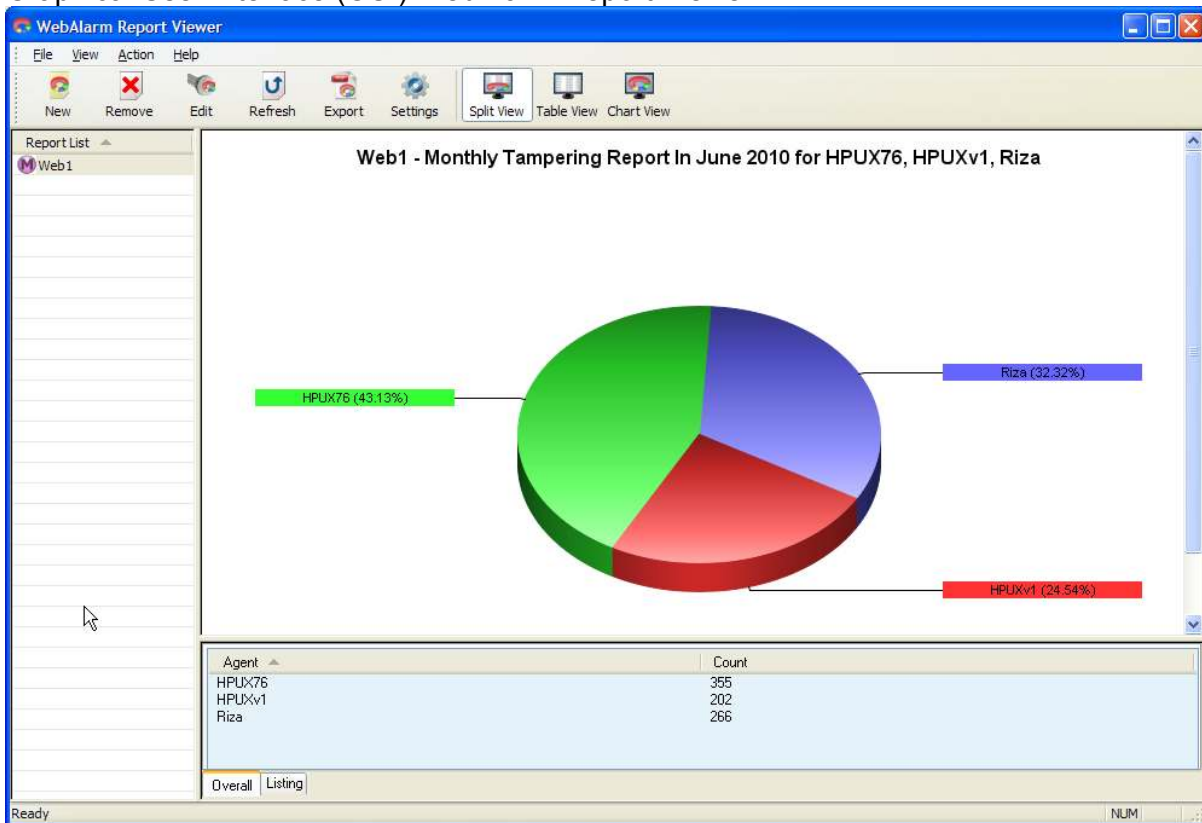 WebAlarm Report Viewer
File View Action Help
New Remove Edit Refresh Export Settings Split View Table View Chart View
Report List
Web1
Web1 - Monthly Tampering Report In June 2010 for HPUX76, HPUXv1, Riza
Riza (32.32%)
HPUX76 (43.13%)
HPUXv1 (24.54%)
Agent Count
HPUX76 355
HPUXv1 202
Riza 266
Overall Listing
Ready NUM